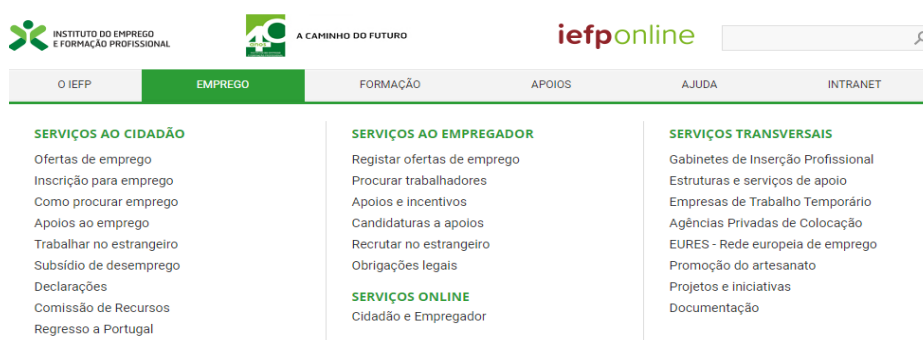 INSTITUTO DO EMPREGO
E FORMAÇÃO PROFISSIONAL
A CAMINHO DO FUTURO
iefponline
O IEFP
EMPREGO
FORMAÇÃO
APOIOS
AJUDA
INTRANET
SERVIÇOS AO CIDADÃO
Ofertas de emprego
Inscrição para emprego
Como procurar emprego
Apoios ao emprego
Trabalhar no estrangeiro
Subsídio de desemprego
Declarações
Comissão de Recursos
Regresso a Portugal
SERVIÇOS AO EMPREGADOR
Registar ofertas de emprego
Procurar trabalhadores
Apoios e incentivos
Candidaturas a apoios
Recrutar no estrangeiro
Obrigações legais
SERVIÇOS ONLINE
Cidadão e Empregador
SERVIÇOS TRANSVERSAIS
Gabinetes de Inserção Profissional
Estruturas e serviços de apoio
Empresas de Trabalho Temporário
Agências Privadas de Colocação
EURES - Rede europeia de emprego
Promoção do artesanato
Projetos e iniciativas
Documentação